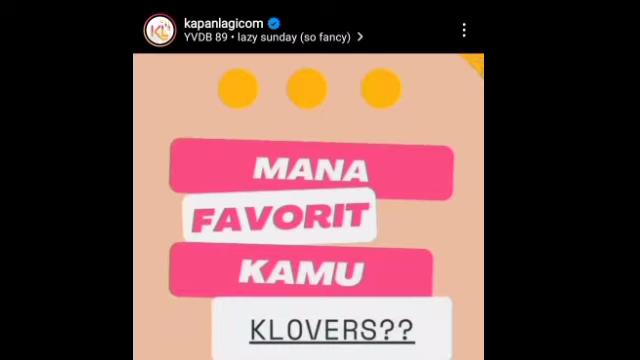 kapanlagicom
YVDB 89 • lazy sunday (so fancy) >
MANA
FAVORIT
KAMU
KLOVERS??